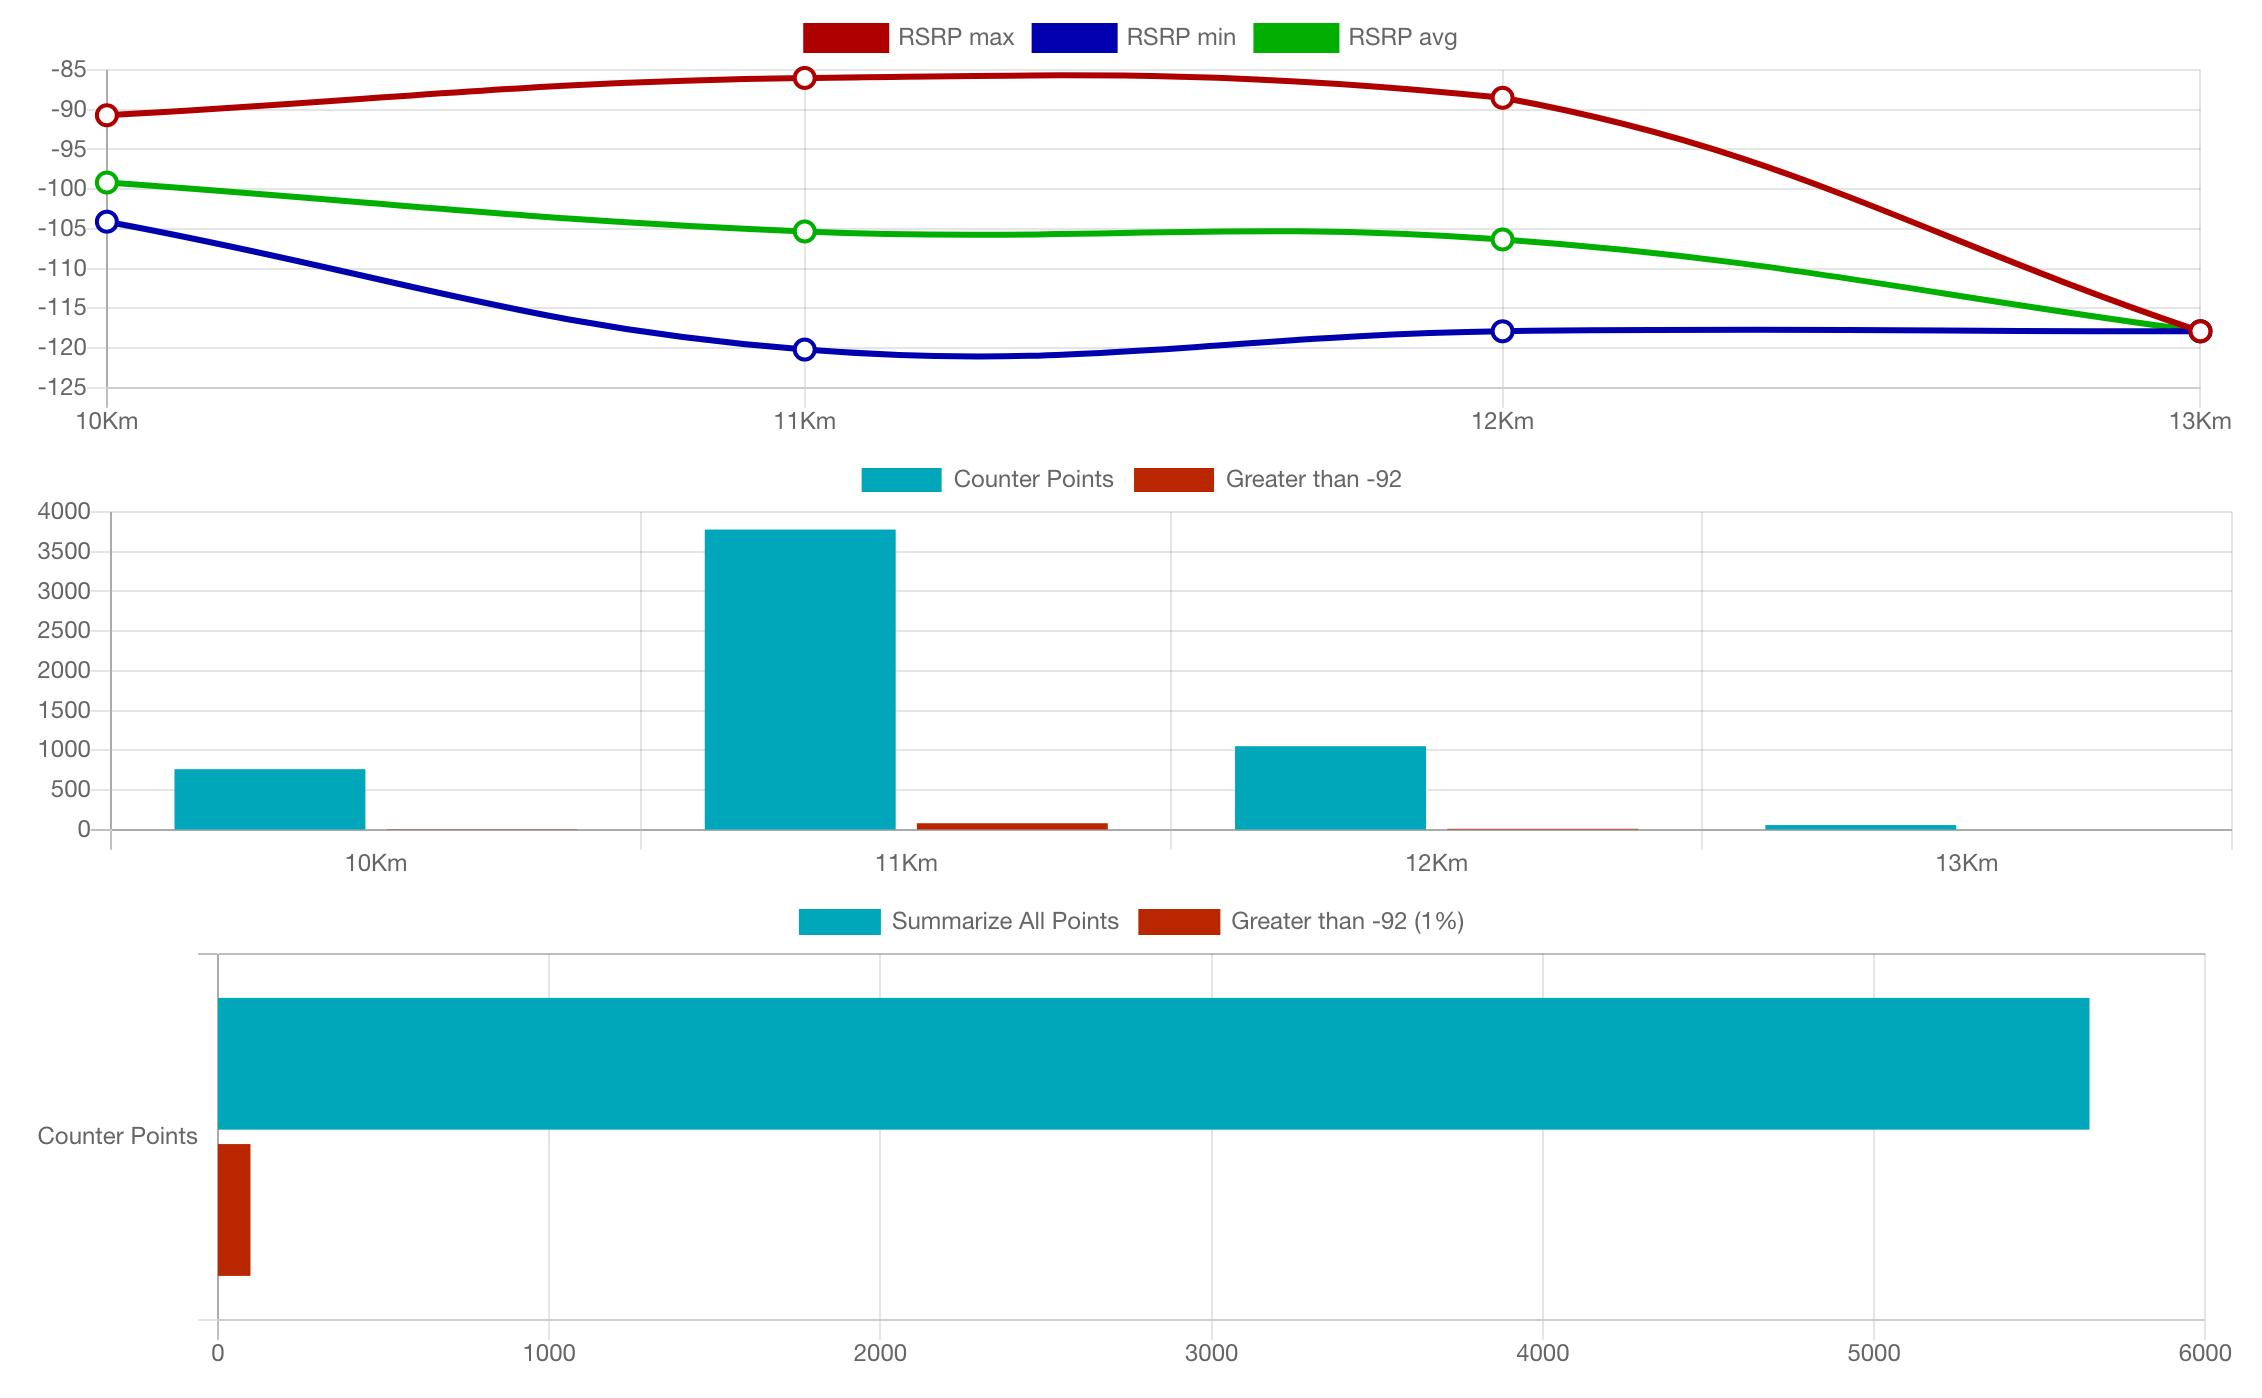 RSRP max RSRP min RSRP avg
-85
-90
-95
-100
-105
-110
-115
-120
-125
10Km 11Km 12Km 13Km
Counter Points Greater than -92
4000
3500
3000
2500
2000
1500
1000
500
0
10Km 11Km 12Km 13Km
Summarize All Points Greater than -92 (1%)
Counter Points
0 1000 2000 3000 4000 5000 6000